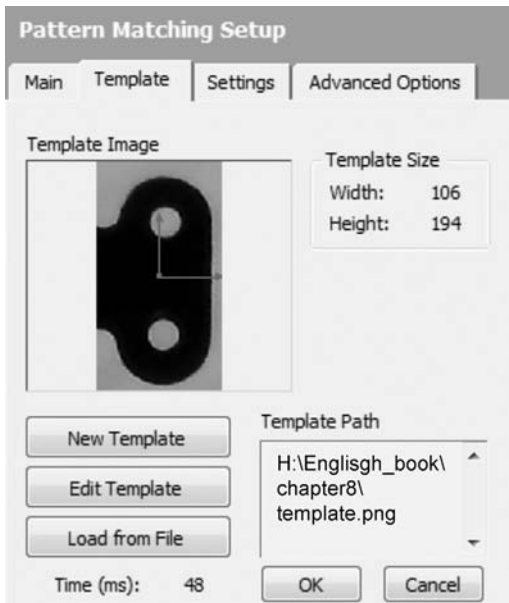 Pattern Matching Setup
Main Template Settings Advanced Options
Template Image
Template Size
Width: 106
Height: 194
New Template
Edit Template
Load from File
Template Path
H:\Englisgh_book\
chapter8\
template.png
Time (ms): 48
OK Cancel